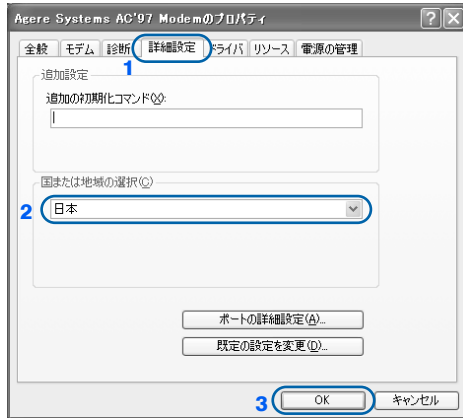 Agere Systems AC'97 Modemのプロパティ
全般 モデム 診断 詳細設定 ドライバ リソース 電源の管理
1
追加設定
追加の初期化コマンド(X):
国または地域の選択(C)
2 日本
ポートの詳細設定(A)...
既定の設定を変更(D)...
3 OK キャンセル